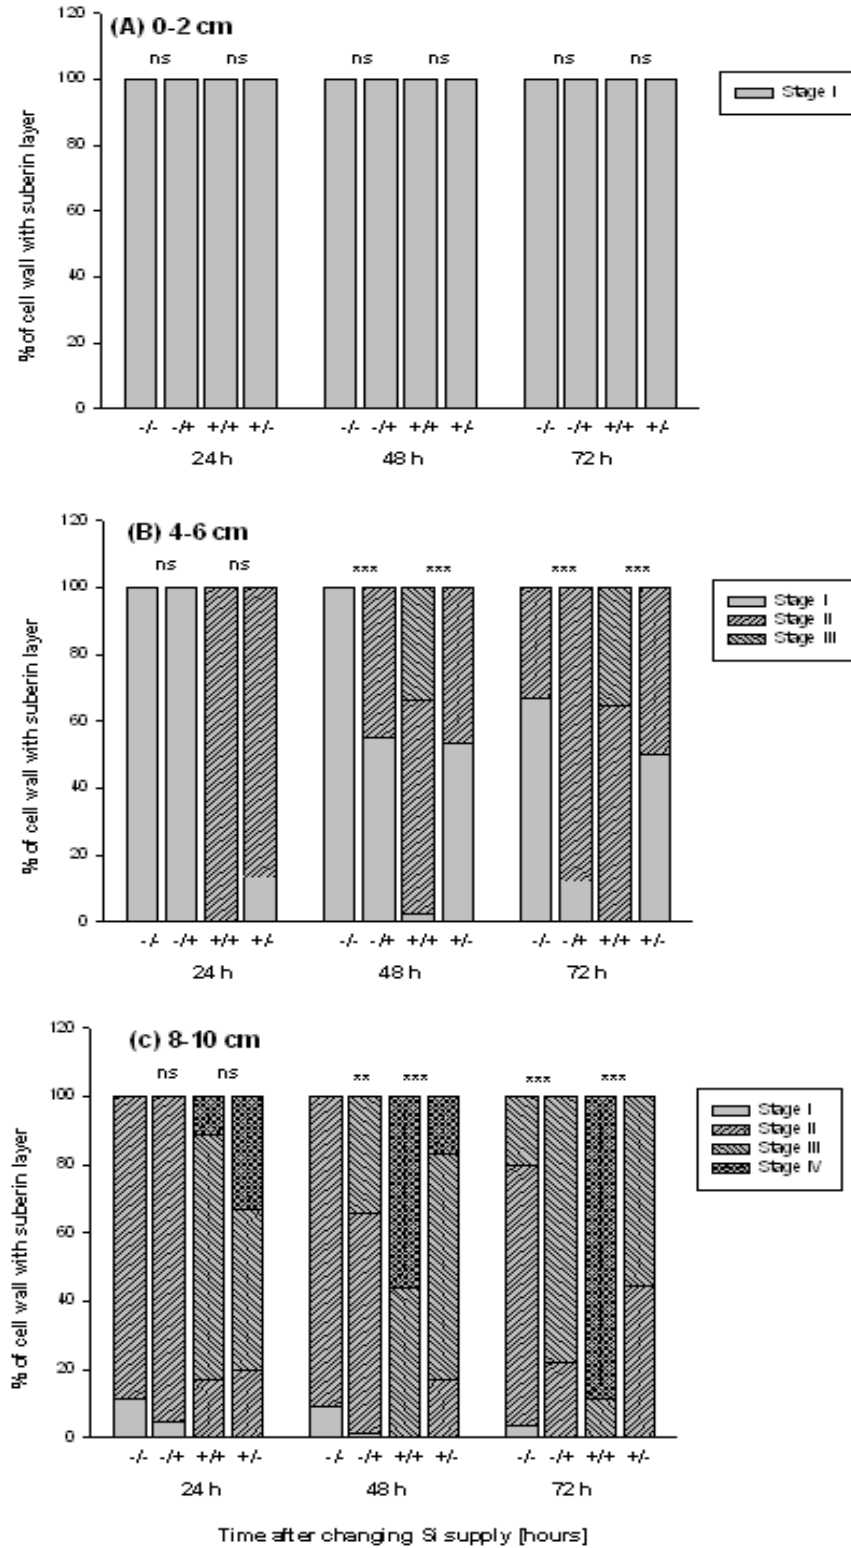 (A) 0-2 cm
ns ns ns ns ns ns
120
100
80
60
40
20
0
% of cell wall with suberin layer
Stage I
-/- -/+ +/+ +/- -/- -/+ +/+ +/- -/- -/+ +/+ +/-
24 h 48 h 72 h
(B) 4-6 cm
ns ns *** *** *** ***
120
100
80
60
40
20
0
% of cell wall with suberin layer
Stage I
Stage II
Stage III
-/- -/+ +/+ +/- -/- -/+ +/+ +/- -/- -/+ +/+ +/-
24 h 48 h 72 h
(c) 8-10 cm
ns ns ** *** *** ***
120
100
80
60
40
20
0
% of cell wall with suberin layer
Stage I
Stage II
Stage III
Stage IV
-/- -/+ +/+ +/- -/- -/+ +/+ +/- -/- -/+ +/+ +/-
24 h 48 h 72 h
Time after changing Si supply [hours]